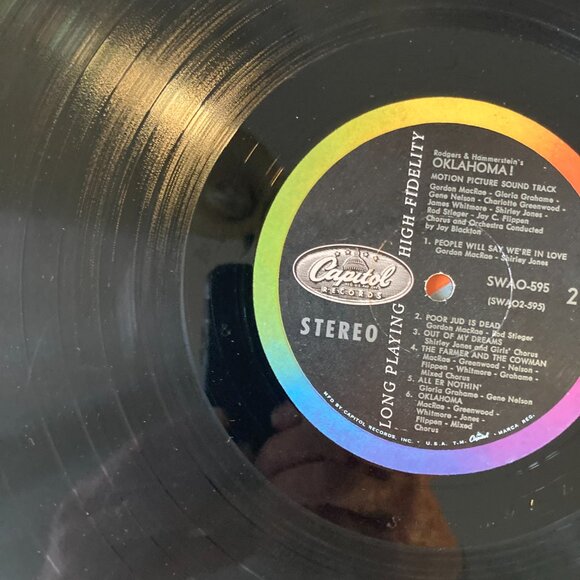 Rodgers & Hammerstein's
OKLAHOMA!
MOTION PICTURE SOUND TRACK
Gordon MacRae - Gloria Grahame -
Gene Nelson - Charlotte Greenwood -
James Whitmore - Shirley Jones -
Rod Stieger - Jay C. Flippen
Chorus and Orchestra Conducted
by Jay Blackton
1. PEOPLE WILL SAY WE'RE IN LOVE
Gordon MacRae - Shirley Jones
Capitol
RECORDS
STEREO
LONG PLAYING HIGH-FIDELITY
SWAO-595
2
(SWAO2-595)
2. POOR JUD IS DEAD
Gordon MacRae - Rod Stieger
3. OUT OF MY DREAMS
Shirley Jones and Girls' Chorus
4. THE FARMER AND THE COWMAN
MacRae - Greenwood - Nelson -
Flippen - Whitmore - Grahame -
Mixed Chorus
5. ALL ER NOTHIN'
Gloria Grahame - Gene Nelson
6. OKLAHOMA
MacRae - Greenwood -
Whitmore - Jones -
Flippen - Mixed
Chorus
MFD. BY CAPITOL RECORDS, INC. • U.S.A. T.M. Capitol MARCA REG.